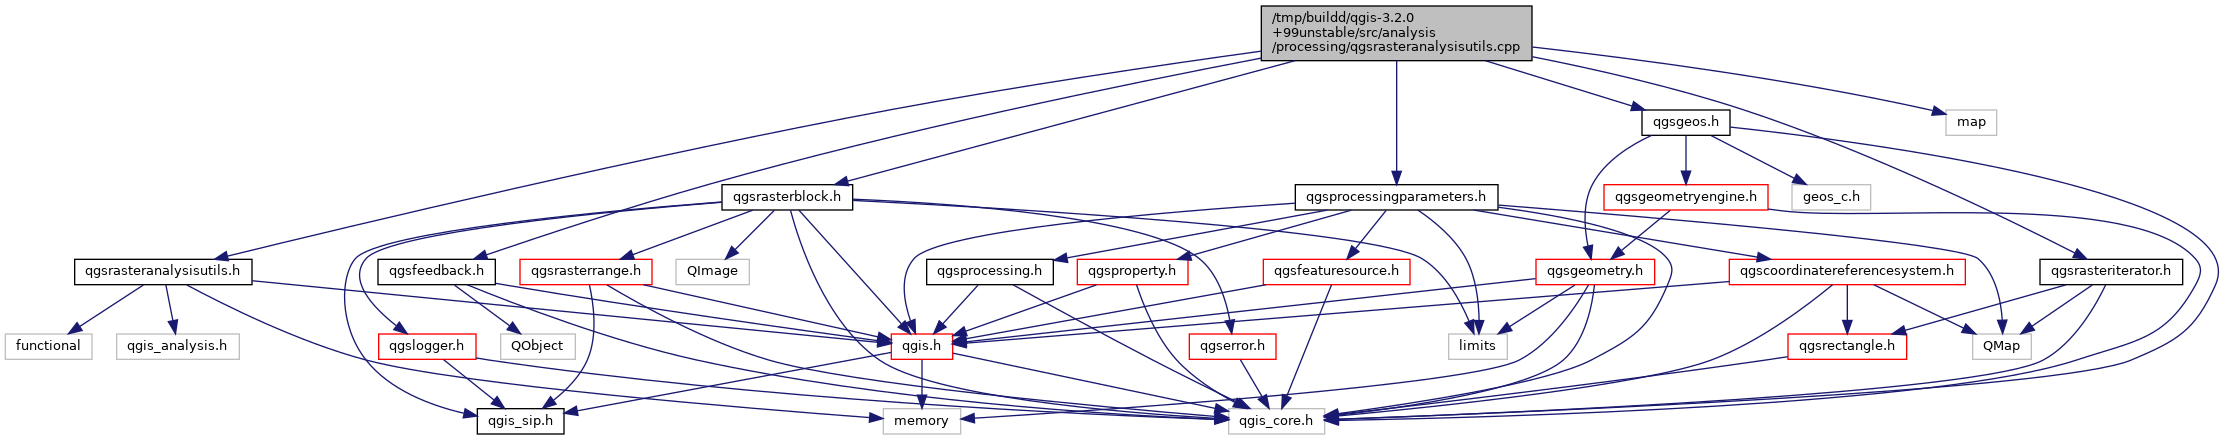 /tmp/buildd/qgis-3.2.0
+99unstable/src/analysis
/processing/qgsrasteranalysisutils.cpp
qgsgeos.h
map
qgsrasterblock.h
qgsprocessingparameters.h
qgsgeometryengine.h
geos_c.h
qgsrasteranalysisutils.h
qgsfeedback.h
qgsrasterrange.h
QImage
qgsprocessing.h
qgsproperty.h
qgsfeaturesource.h
qgsgeometry.h
qgscoordinatereferencesystem.h
qgsrasteriterator.h
functional
qgis_analysis.h
qgslogger.h
QObject
qgis.h
qgserror.h
limits
qgsrectangle.h
QMap
qgis_sip.h
memory
qgis_core.h